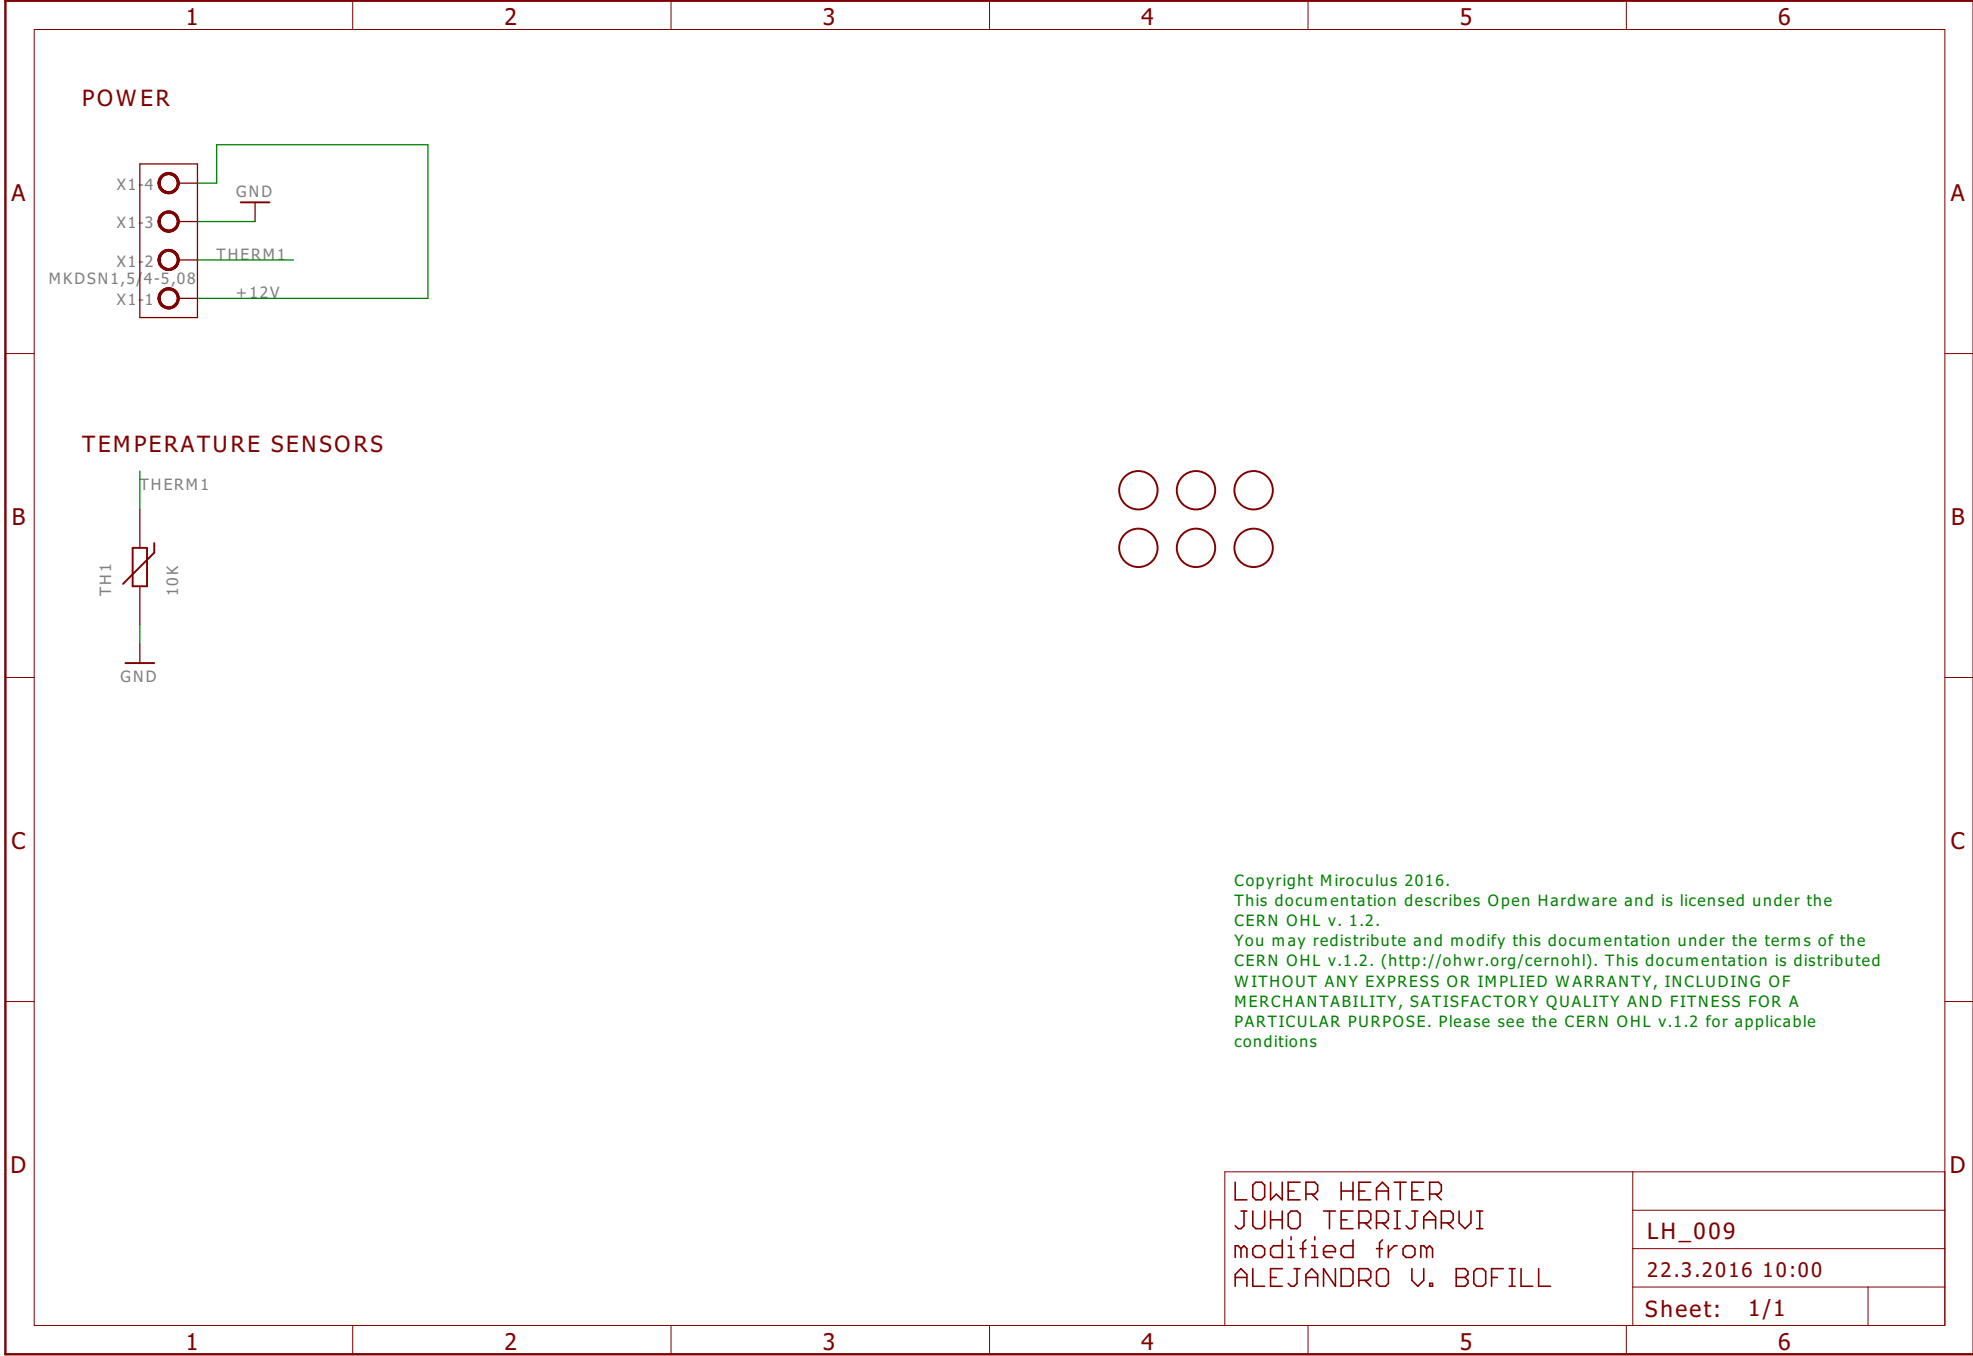 1 2 3 4 5 6
POWER
A A
X1-4
GND
X1-3
X1-2 THERM1
MKDSN1,5/4-5,08
X1-1 +12V
TEMPERATURE SENSORS
THERM1
B B
TH1 10K
GND
C C
Copyright Miroculus 2016.
This documentation describes Open Hardware and is licensed under the
CERN OHL v. 1.2.
You may redistribute and modify this documentation under the terms of the
CERN OHL v.1.2. (http://ohwr.org/cernohl). This documentation is distributed
WITHOUT ANY EXPRESS OR IMPLIED WARRANTY, INCLUDING OF
MERCHANTABILITY, SATISFACTORY QUALITY AND FITNESS FOR A
PARTICULAR PURPOSE. Please see the CERN OHL v.1.2 for applicable
conditions
D D
LOWER HEATER
JUHO TERRIJARVI
modified from
ALEJANDRO V. BOFILL
LH_009
22.3.2016 10:00
Sheet: 1/1
1 2 3 4 5 6